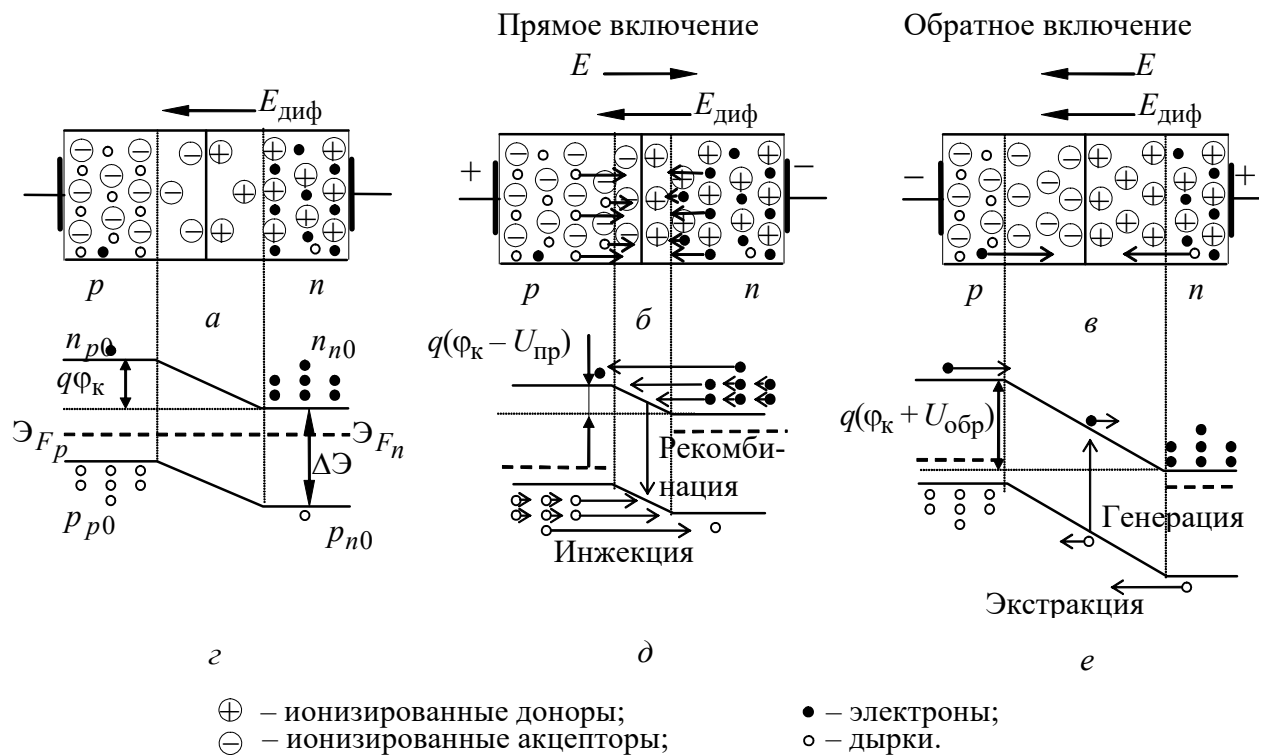 Прямое включение
Обратное включение
E
E
Eдиф
Eдиф
Eдиф
+
−
−
+
p
n
p
n
p
n
а
б
в
np0
nn0
qφк
ЭFp
ЭFn
ΔЭ
pp0
pn0
q(φк – Uпр)
Рекомби-
нация
Инжекция
q(φк + Uобр)
Генерация
Экстракция
г
д
е
⊕ – ионизированные доноры;
● – электроны;
⊖ – ионизированные акцепторы;
○ – дырки.